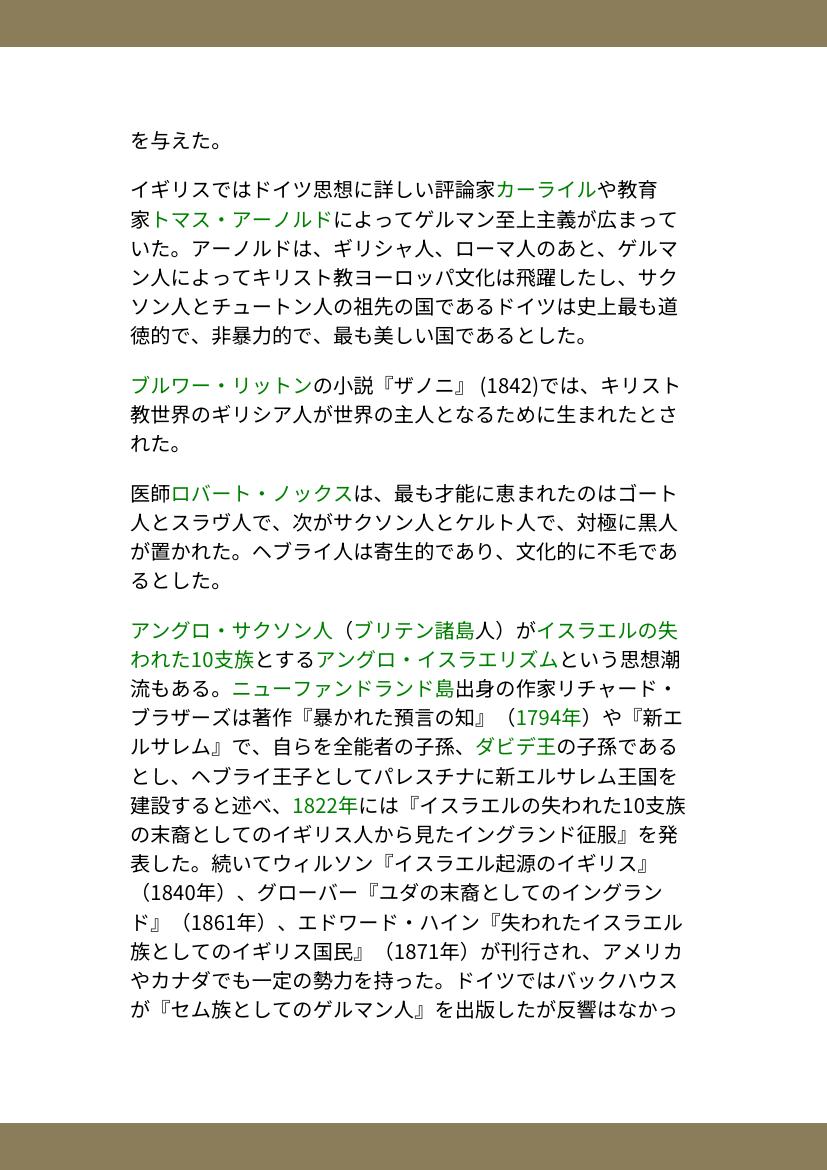 を与えた。
イギリスではドイツ思想に詳しい評論家カーライルや教育
家トマス・アーノルドによってゲルマン至上主義が広まって
いた。アーノルドは、ギリシャ人、ローマ人のあと、ゲルマ
ン人によってキリスト教ヨーロッパ文化は飛躍したし、サク
ソン人とチュートン人の祖先の国であるドイツは史上最も道
徳的で、非暴力的で、最も美しい国であるとした。
ブルワー・リットンの小説『ザノニ』 (1842)では、キリスト
教世界のギリシア人が世界の主人となるために生まれたとさ
れた。
医師ロバート・ノックスは、最も才能に恵まれたのはゴート
人とスラヴ人で、次がサクソン人とケルト人で、対極に黒人
が置かれた。ヘブライ人は寄生的であり、文化的に不毛であ
るとした。
アングロ・サクソン人（ブリテン諸島人）がイスラエルの失
われた10支族とするアングロ・イスラエリズムという思想潮
流もある。ニューファンドランド島出身の作家リチャード・
ブラザーズは著作『暴かれた預言の知』（1794年）や『新エ
ルサレム』で、自らを全能者の子孫、ダビデ王の子孫である
とし、ヘブライ王子としてパレスチナに新エルサレム王国を
建設すると述べ、1822年には『イスラエルの失われた10支族
の末裔としてのイギリス人から見たイングランド征服』を発
表した。続いてウィルソン『イスラエル起源のイギリス』
（1840年）、グローバー『ユダの末裔としてのイングラン
ド』（1861年）、エドワード・ハイン『失われたイスラエル
族としてのイギリス国民』（1871年）が刊行され、アメリカ
やカナダでも一定の勢力を持った。ドイツではバックハウス
が『セム族としてのゲルマン人』を出版したが反響はなかっ